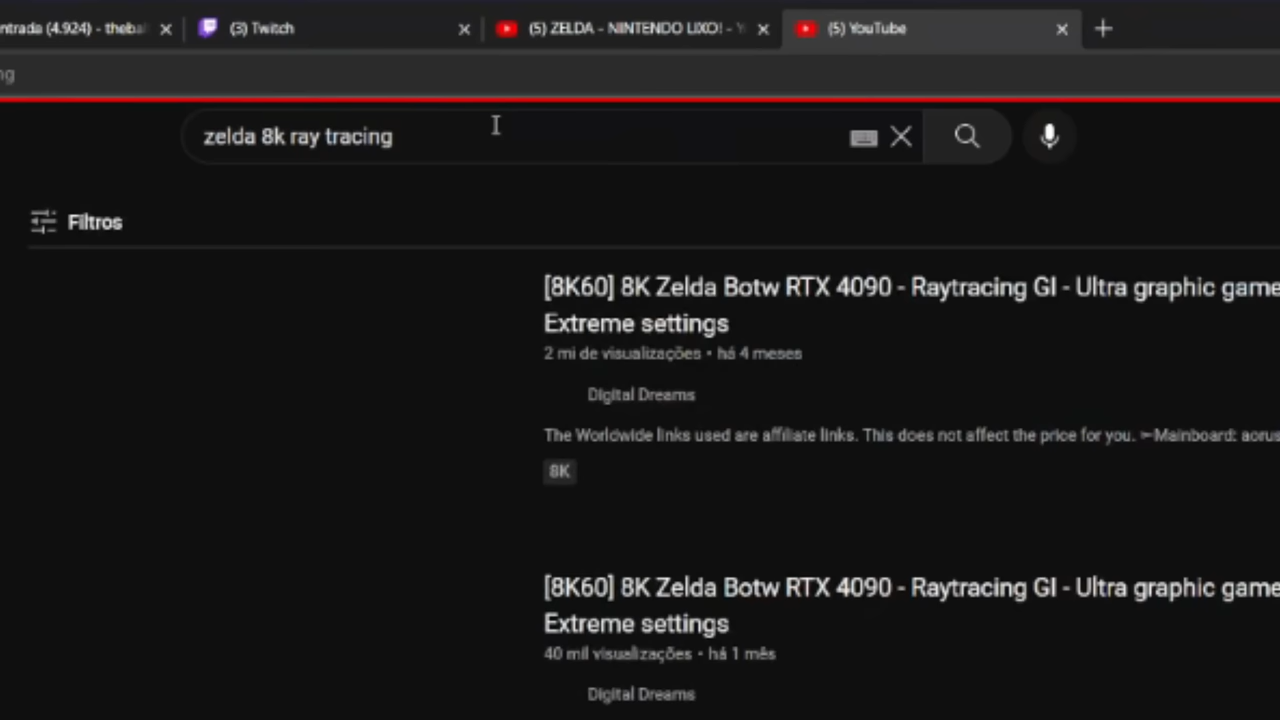 ntrada (4.924) - theba
(3) Twitch
(5) ZELDA - NINTENDO LIXO! - Y
(5) YouTube
ng
zelda 8k ray tracing
Filtros
[8K60] 8K Zelda Botw RTX 4090 - Raytracing GI - Ultra graphic game
Extreme settings
2 mi de visualizações • há 4 meses
Digital Dreams
The Worldwide links used are affiliate links. This does not affect the price for you. ➣Mainboard: aorus
8K
[8K60] 8K Zelda Botw RTX 4090 - Raytracing GI - Ultra graphic game
Extreme settings
40 mil visualizações • há 1 mês
Digital Dreams